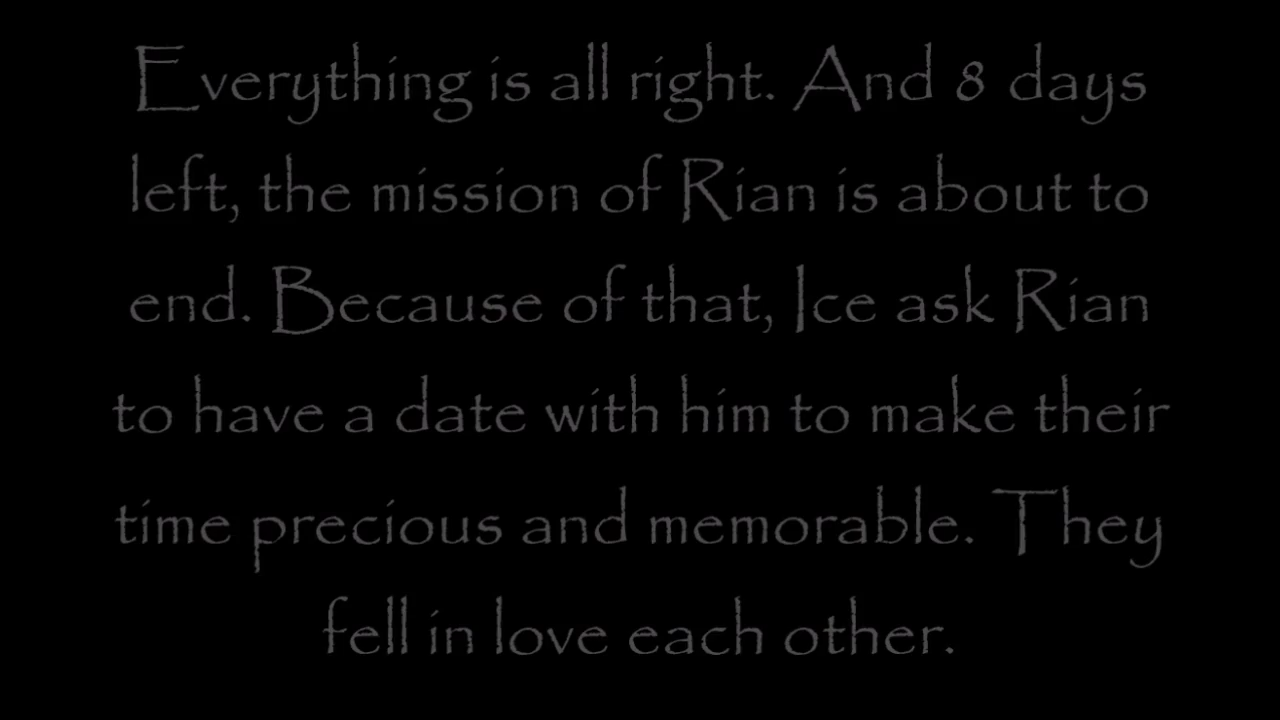 Everything is all right. And 8 days
left, the mission of Rian is about to
end. Because of that, Ice ask Rian
to have a date with him to make their
time precious and memorable. They
fell in love each other.